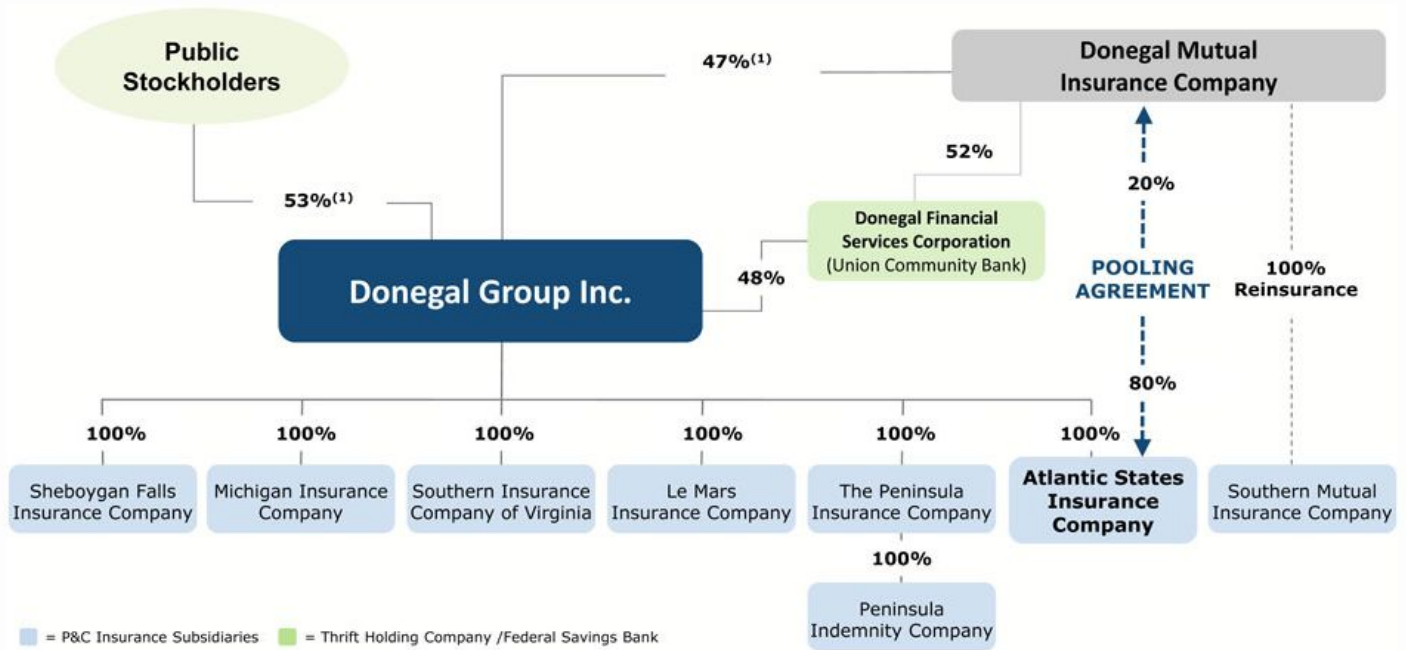 Public
Stockholders
47%(1)
Donegal Mutual
Insurance Company
52%
53%(1)
20%
Donegal Financial
Services Corporation
(Union Community Bank)
Donegal Group Inc.
48%
POOLING
AGREEMENT
100%
Reinsurance
80%
100%
100%
100%
100%
100%
100%
Sheboygan Falls
Insurance Company
Michigan Insurance
Company
Southern Insurance
Company of Virginia
Le Mars
Insurance Company
The Peninsula
Insurance Company
Atlantic States
Insurance
Company
Southern Mutual
Insurance Company
100%
Peninsula
Indemnity Company
= P&C Insurance Subsidiaries
= Thrift Holding Company /Federal Savings Bank